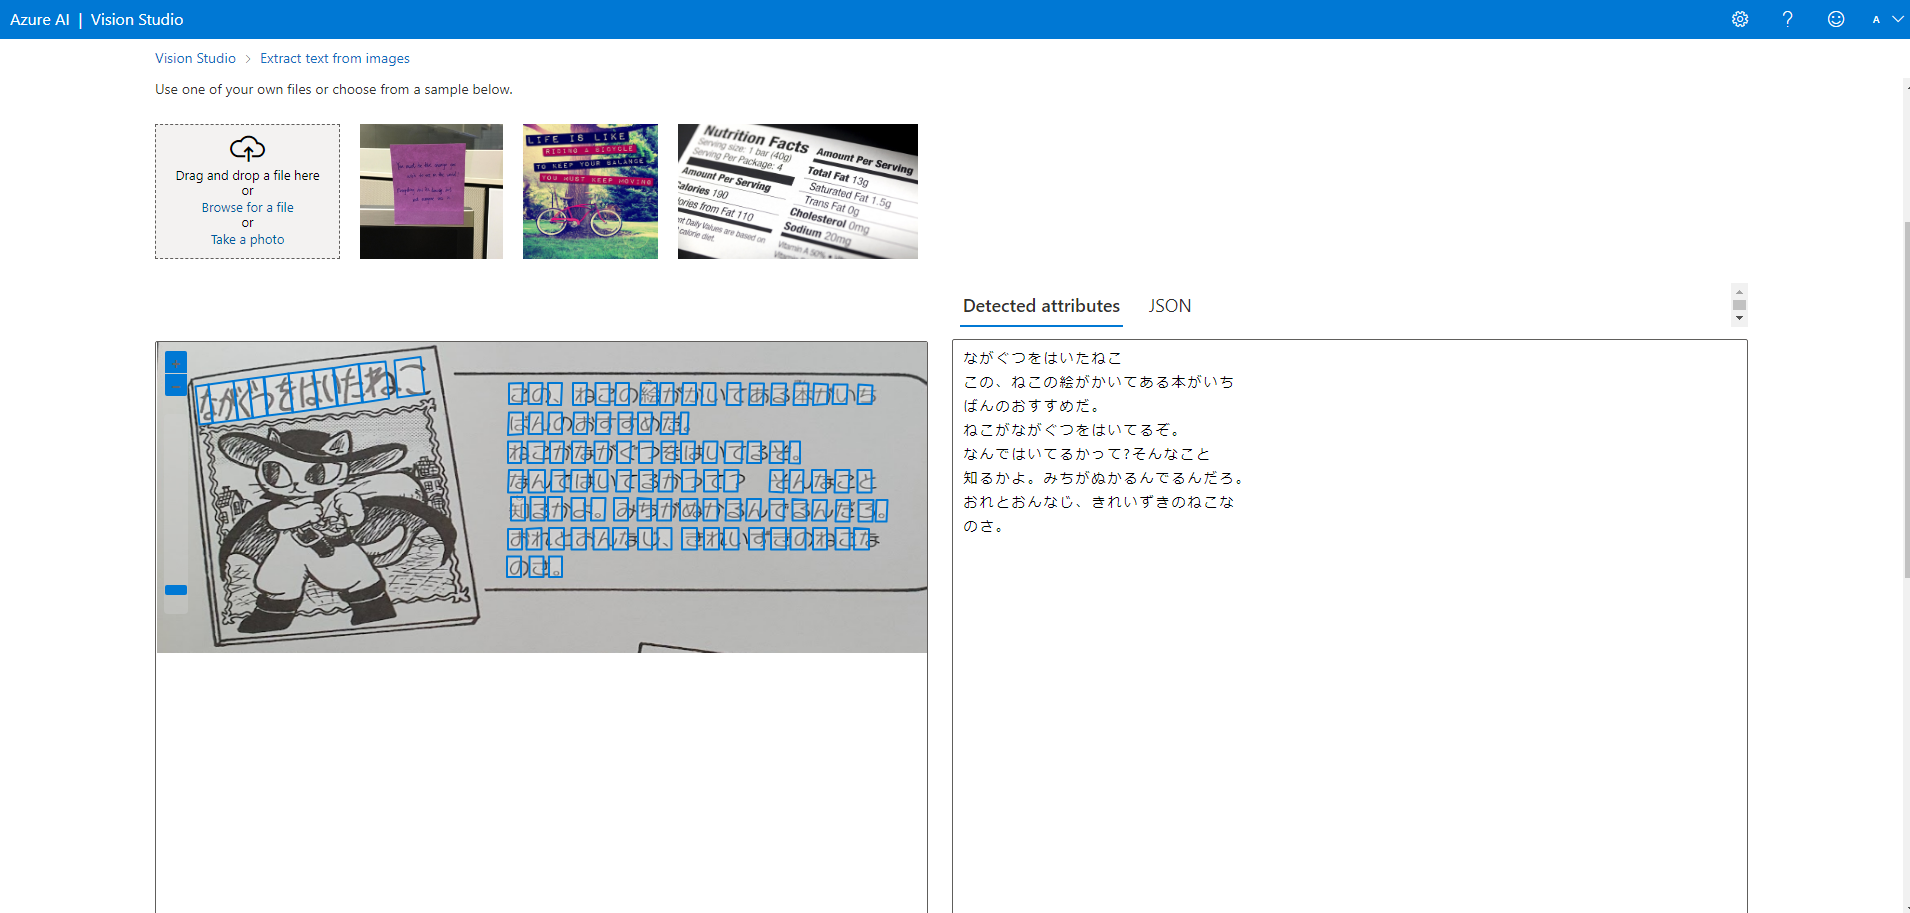 Azure AI | Vision Studio
A
Vision Studio > Extract text from images
Use one of your own files or choose from a sample below.
Drag and drop a file here
or
Browse for a file
or
Take a photo
LIFE IS LIKE
RIDING A BICYCLE
TO KEEP YOUR BALANCE
YOU MUST KEEP MOVING
Nutrition Facts
Serving size: 1 bar (40g)
Serving Per Package: 4
Amount Per Serving
Calories 190
Calories from Fat 110
Daily Values are based on
calorie diet.
Amount Per Serving
Total Fat 13g
Saturated Fat 1.5g
Trans Fat 0g
Cholesterol 0mg
Sodium 20mg
Vitamin A 50%
Detected attributes
JSON
ながぐつをはいたねこ
この、ねこの絵がかいてある本がいち
ばんのおすすめだ。
ねこがながぐつをはいてるぞ。
なんではいてるかって? そんなこと
知るかよ。みちがぬかるんでるんだろ。
おれとおんなじ、きれいずきのねこな
のさ。
ながぐつをはいたねこ
この、ねこの絵がかいてある本がいち
ばんのおすすめだ。
ねこがながぐつをはいてるぞ。
なんではいてるかって?そんなこと
知るかよ。みちがぬかるんでるんだろ。
おれとおんなじ、きれいずきのねこな
のさ。